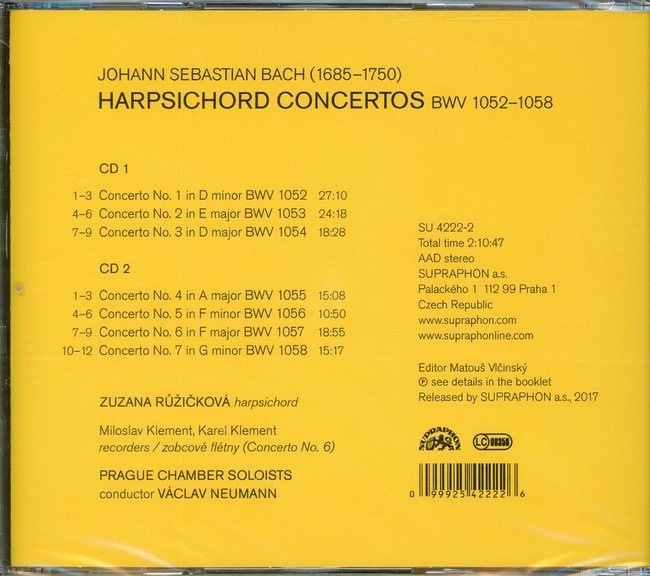 JOHANN SEBASTIAN BACH (1685–1750)
HARPSICHORD CONCERTOS BWV 1052–1058
CD 1
1–3 Concerto No. 1 in D minor BWV 1052 27:10
4–6 Concerto No. 2 in E major BWV 1053 24:18
7–9 Concerto No. 3 in D major BWV 1054 18:28
CD 2
1–3 Concerto No. 4 in A major BWV 1055 15:08
4–6 Concerto No. 5 in F minor BWV 1056 10:50
7–9 Concerto No. 6 in F major BWV 1057 18:55
10–12 Concerto No. 7 in G minor BWV 1058 15:17
ZUZANA RŮŽIČKOVÁ harpsichord
Miloslav Klement, Karel Klement
recorders / zobcové flétny (Concerto No. 6)
PRAGUE CHAMBER SOLOISTS
conductor VÁCLAV NEUMANN
SU 4222-2
Total time 2:10:47
AAD stereo
SUPRAPHON a.s.
Palackého 1 112 99 Praha 1
Czech Republic
www.supraphon.com
www.supraphonline.com
Editor Matouš Vlčinský
℗ see details in the booklet
Released by SUPRAPHON a.s., 2017
SUPRAPHON
LC 00358
0 99925 42222 6